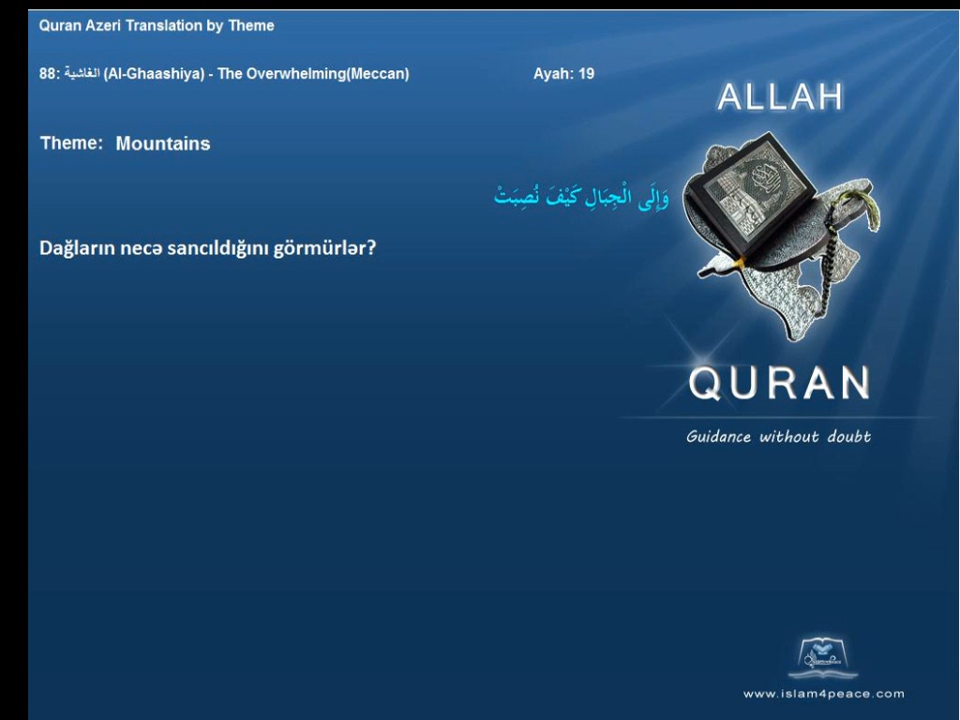 Quran Azeri Translation by Theme
88: الغاشية (Al-Ghaashiya) - The Overwhelming(Meccan) Ayah: 19
ALLAH
Theme: Mountains
وَإِلَى الْجِبَالِ كَيْفَ نُصِبَتْ
Dağların necə sancıldığını görmürlər?
QURAN
Guidance without doubt
www.islam4peace.com